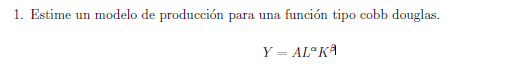 1. Estime un modelo de producción para una función tipo cobb douglas.
Y = AL^α K^β